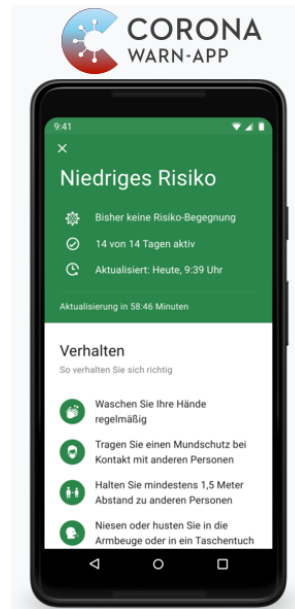 CORONA
WARN-APP
9:41
Niedriges Risiko
Bisher keine Risiko-Begegnung
14 von 14 Tagen aktiv
Aktualisiert: Heute, 9:39 Uhr
Aktualisierung in 58:46 Minuten
Verhalten
So verhalten Sie sich richtig
Waschen Sie Ihre Hände
regelmäßig
Tragen Sie einen Mundschutz bei
Kontakt mit anderen Personen
Halten Sie mindestens 1,5 Meter
Abstand zu anderen Personen
Niesen oder husten Sie in die
Armbeuge oder in ein Taschentuch